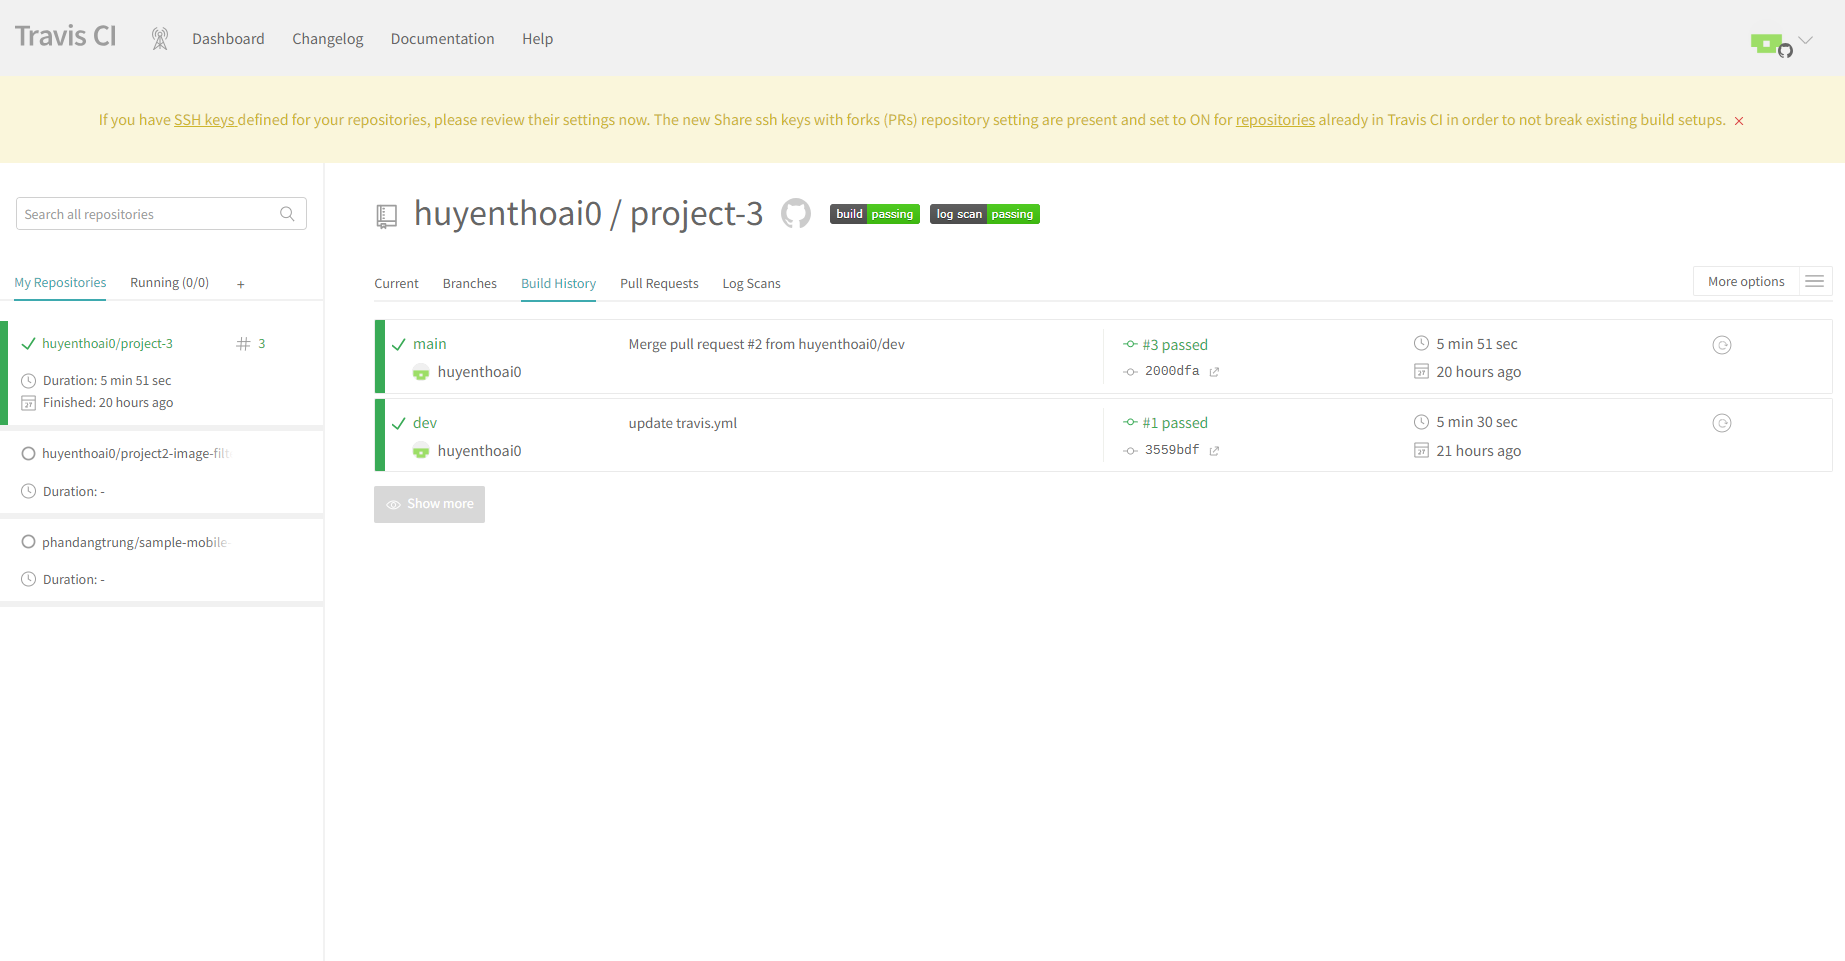 Travis CI Dashboard Changelog Documentation Help
If you have SSH keys defined for your repositories, please review their settings now. The new Share ssh keys with forks (PRs) repository setting are present and set to ON for repositories already in Travis CI in order to not break existing build setups.
Search all repositories
My Repositories Running (0/0) +
huyenthoai0/project-3 # 3
Duration: 5 min 51 sec
Finished: 20 hours ago
huyenthoai0/project2-image-filt
Duration: -
phandangtrung/sample-mobile-
Duration: -
huyenthoai0 / project-3 build passing log scan passing
Current Branches Build History Pull Requests Log Scans More options
main Merge pull request #2 from huyenthoai0/dev #3 passed 5 min 51 sec
huyenthoai0 2000dfa 27 20 hours ago
dev update travis.yml #1 passed 5 min 30 sec
huyenthoai0 3559bdf 27 21 hours ago
Show more